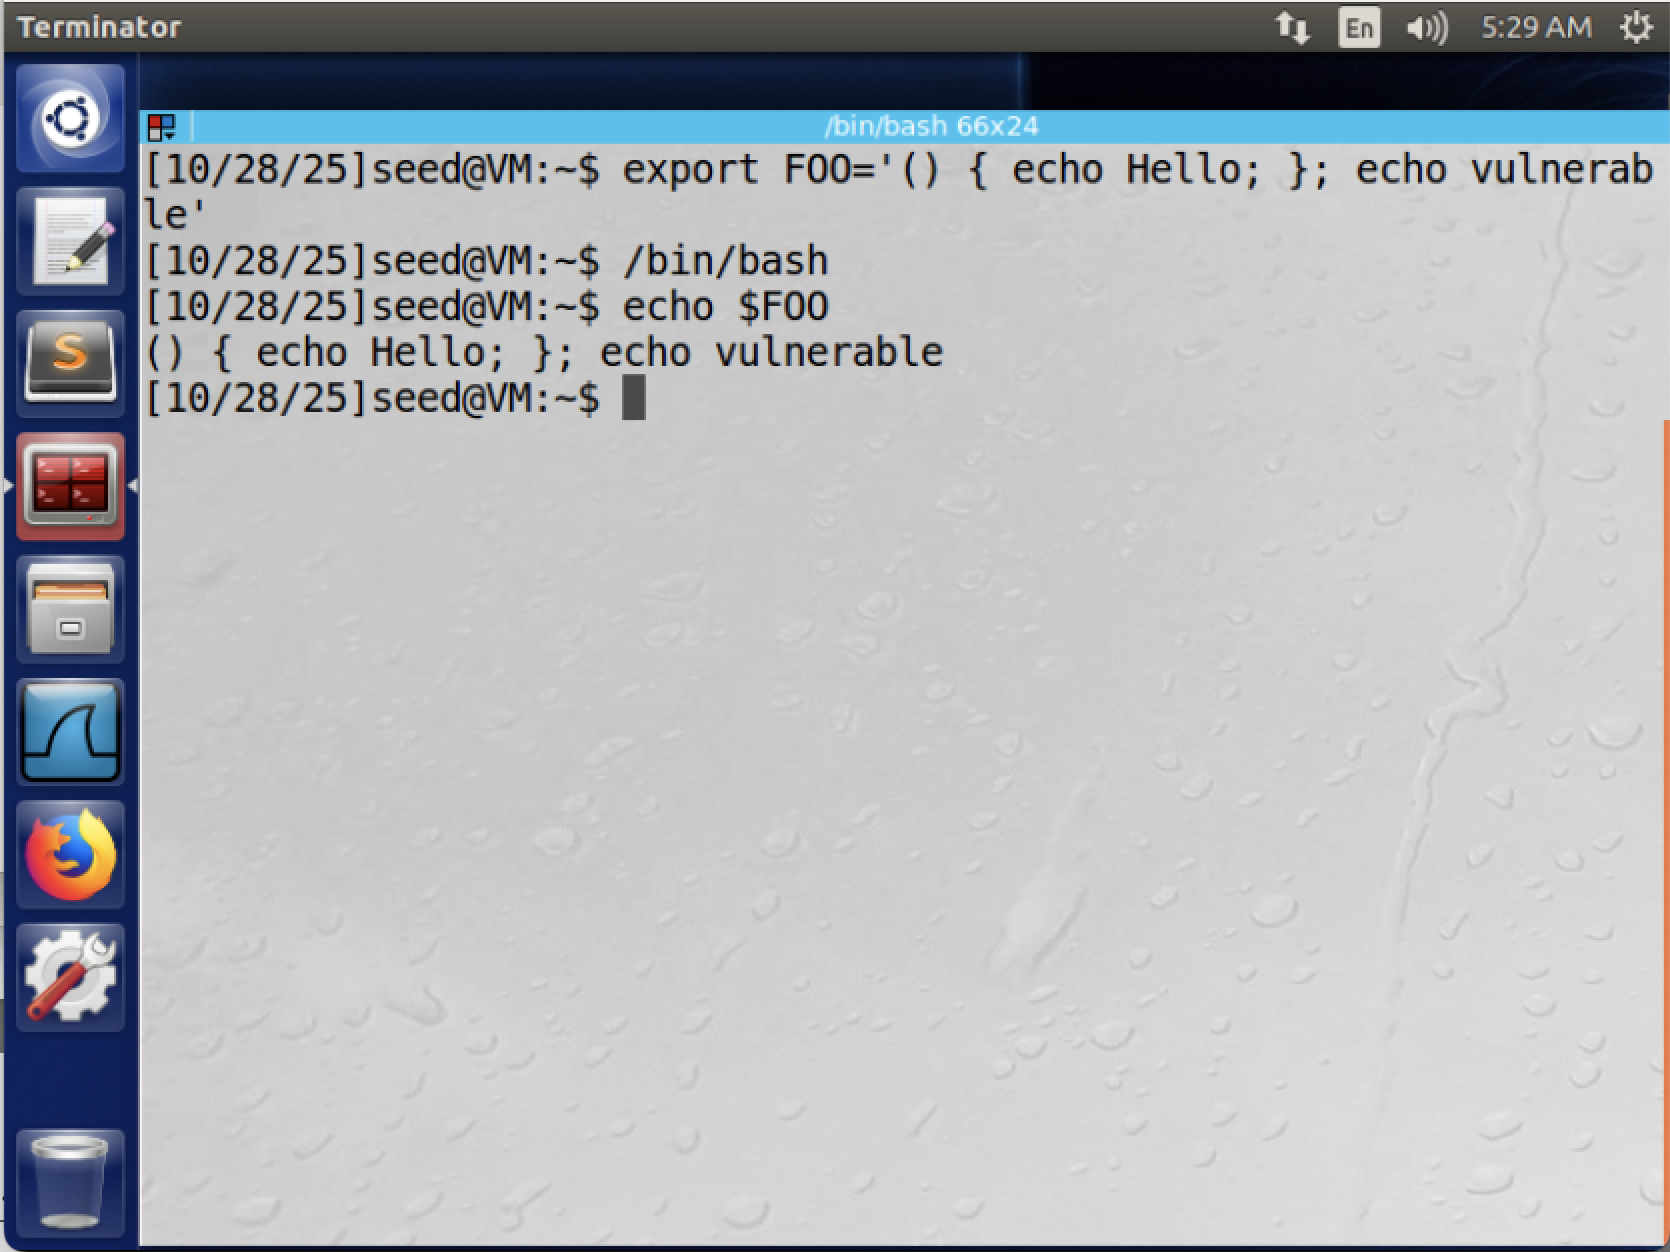 Terminator
En
5:29 AM
/bin/bash 66x24
[10/28/25]seed@VM:~$ export FOO='() { echo Hello; }; echo vulnerab
le'
[10/28/25]seed@VM:~$ /bin/bash
[10/28/25]seed@VM:~$ echo $FOO
() { echo Hello; }; echo vulnerable
[10/28/25]seed@VM:~$
S